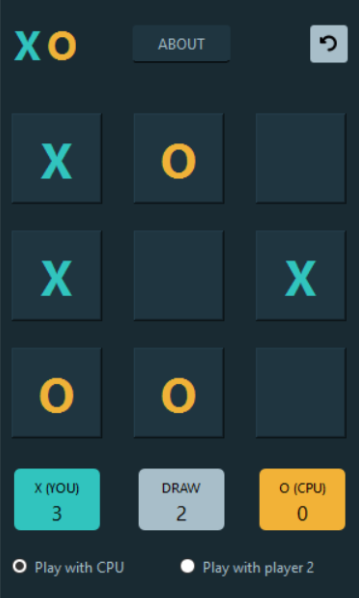 XO ABOUT
X O
X X
O O
X (YOU) DRAW O (CPU)
3 2 0
Play with CPU Play with player 2